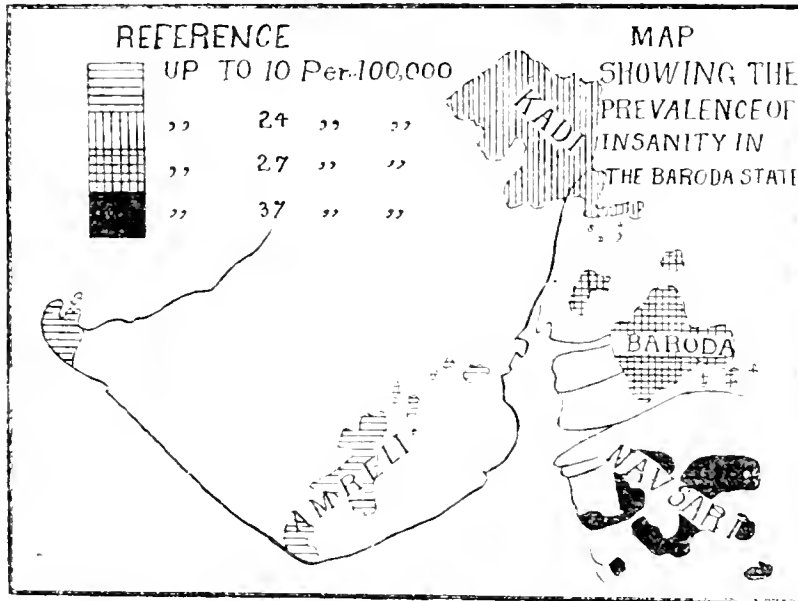 REFERENCE
UP TO 10 Per 100,000
,, 24 ,, ,,
,, 27 ,, ,,
,, 37 ,, ,,
MAP
SHOWING THE
PREVALENCE OF
INSANITY IN
THE BARODA STATE
KADI
BARODA
AMRELI.
NAVSARI